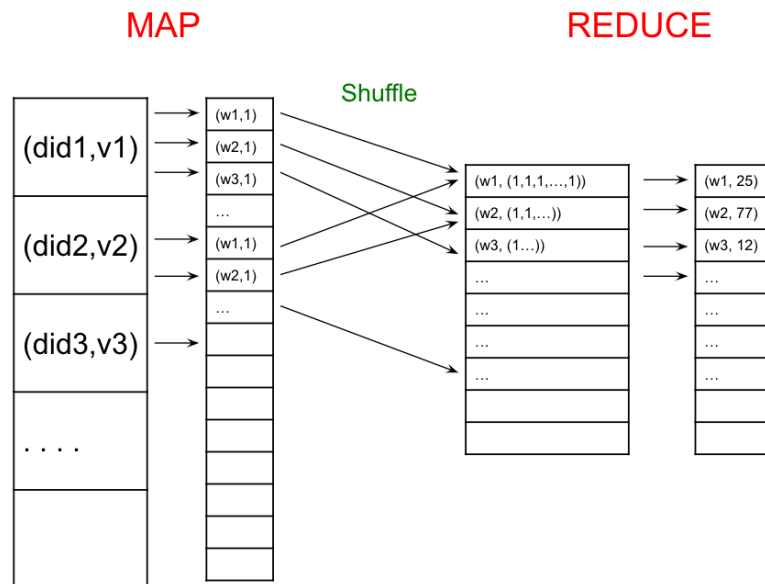 MAP
REDUCE
Shuffle
(did1,v1)
(did2,v2)
(did3,v3)
. . . .
(w1,1)
(w2,1)
(w3,1)
...
(w1,1)
(w2,1)
...
(w1, (1,1,1,...,1))
(w2, (1,1,...))
(w3, (1...))
...
...
...
...
(w1, 25)
(w2, 77)
(w3, 12)
...
...
...
...